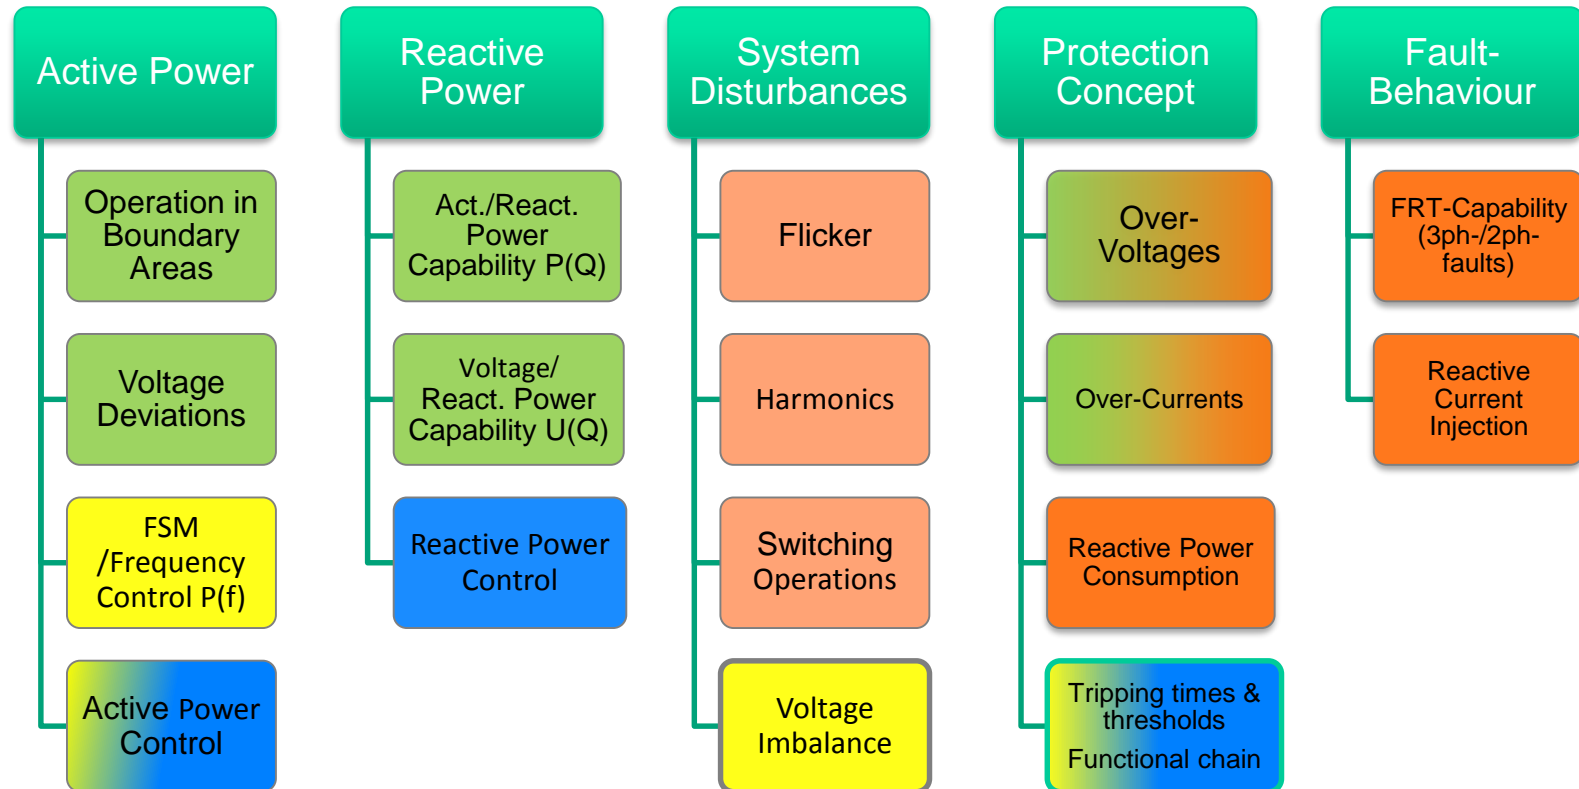 Active Power
Operation in
Boundary
Areas
Voltage
Deviations
FSM
/Frequency
Control P(f)
Active Power
Control
Reactive
Power
Act./React.
Power
Capability P(Q)
Voltage/
React. Power
Capability U(Q)
Reactive Power
Control
System
Disturbances
Flicker
Harmonics
Switching
Operations
Voltage
Imbalance
Protection
Concept
Over-
Voltages
Over-Currents
Reactive Power
Consumption
Tripping times &
thresholds
Functional chain
Fault-
Behaviour
FRT-Capability
(3ph-/2ph-
faults)
Reactive
Current
Injection